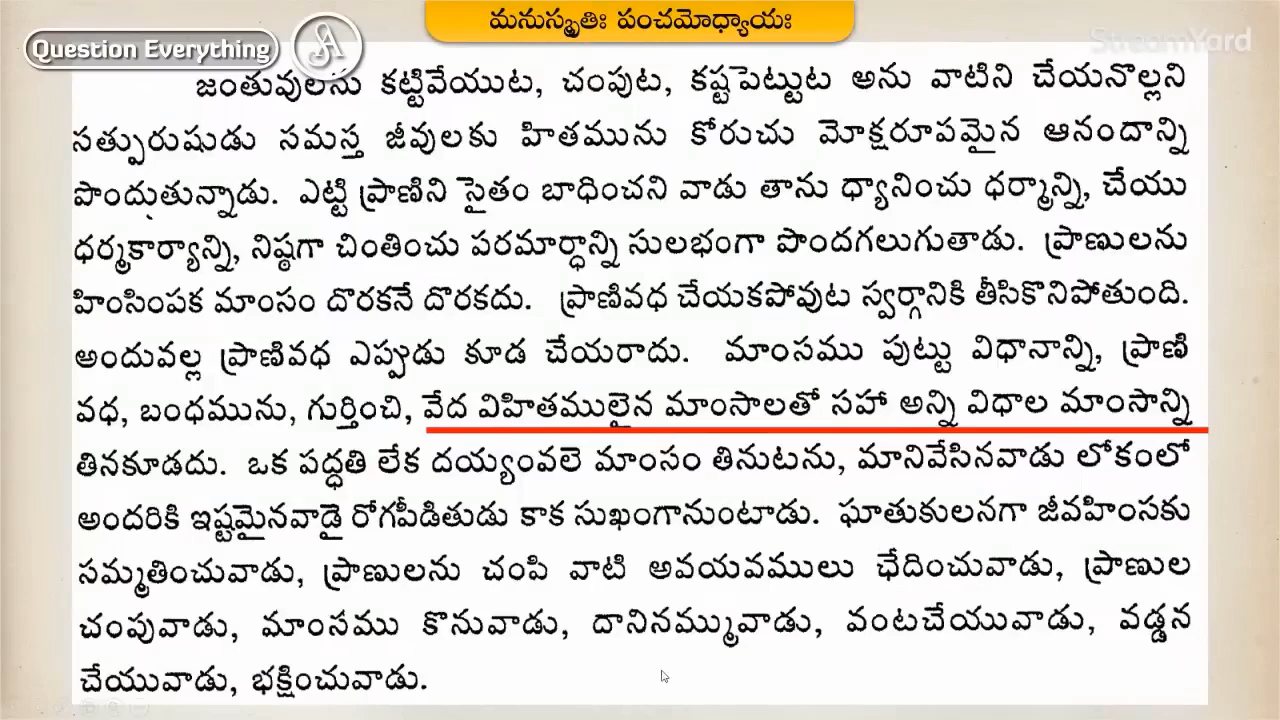 మనుస్మృతిః పంచమోధ్యాయః
Question Everything
StreamYard
జంతువులను కట్టివేయుట, చంపుట, కష్టపెట్టుట అను వాటిని చేయనొల్లని
సత్పురుషుడు సమస్త జీవులకు హితమును కోరుచు మోక్షరూపమైన ఆనందాన్ని
పొందుతున్నాడు. ఎట్టి ప్రాణిని సైతం బాధించని వాడు తాను ధ్యానించు ధర్మాన్ని, చేయు
ధర్మకార్యాన్ని, నిష్ఠగా చింతించు పరమార్ధాన్ని సులభంగా పొందగలుగుతాడు. ప్రాణులను
హింసింపక మాంసం దొరకనే దొరకదు. ప్రాణివధ చేయకపోవుట స్వర్గానికి తీసికొనిపోతుంది.
అందువల్ల ప్రాణివధ ఎప్పుడు కూడ చేయరాదు. మాంసము పుట్టు విధానాన్ని, ప్రాణి
వధ, బంధమును, గుర్తించి, వేద విహితములైన మాంసాలతో సహా అన్ని విధాల మాంసాన్ని
తినకూడదు. ఒక పద్ధతి లేక దయ్యంవలె మాంసం తినుటను, మానివేసినవాడు లోకంలో
అందరికి ఇష్టమైనవాడై రోగపీడితుడు కాక సుఖంగానుంటాడు. ఘాతుకులనగా జీవహింసకు
సమ్మతించువాడు, ప్రాణులను చంపి వాటి అవయవములు ఛేదించువాడు, ప్రాణుల
చంపువాడు, మాంసము కొనువాడు, దానినమ్మువాడు, వంటచేయువాడు, వడ్డన
చేయువాడు, భక్షించువాడు.